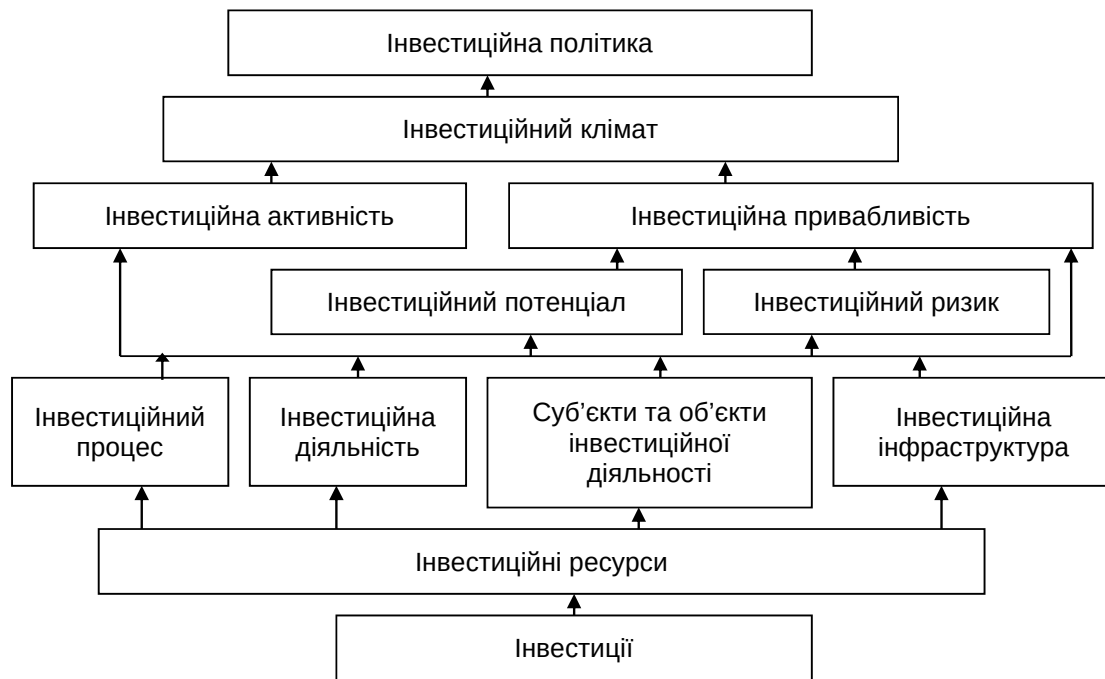 Інвестиційна політика
Інвестиційний клімат
Інвестиційна активність
Інвестиційна привабливість
Інвестиційний потенціал
Інвестиційний ризик
Інвестиційний
процес
Інвестиційна
діяльність
Суб’єкти та об’єкти
інвестиційної
діяльності
Інвестиційна
інфраструктура
Інвестиційні ресурси
Інвестиції